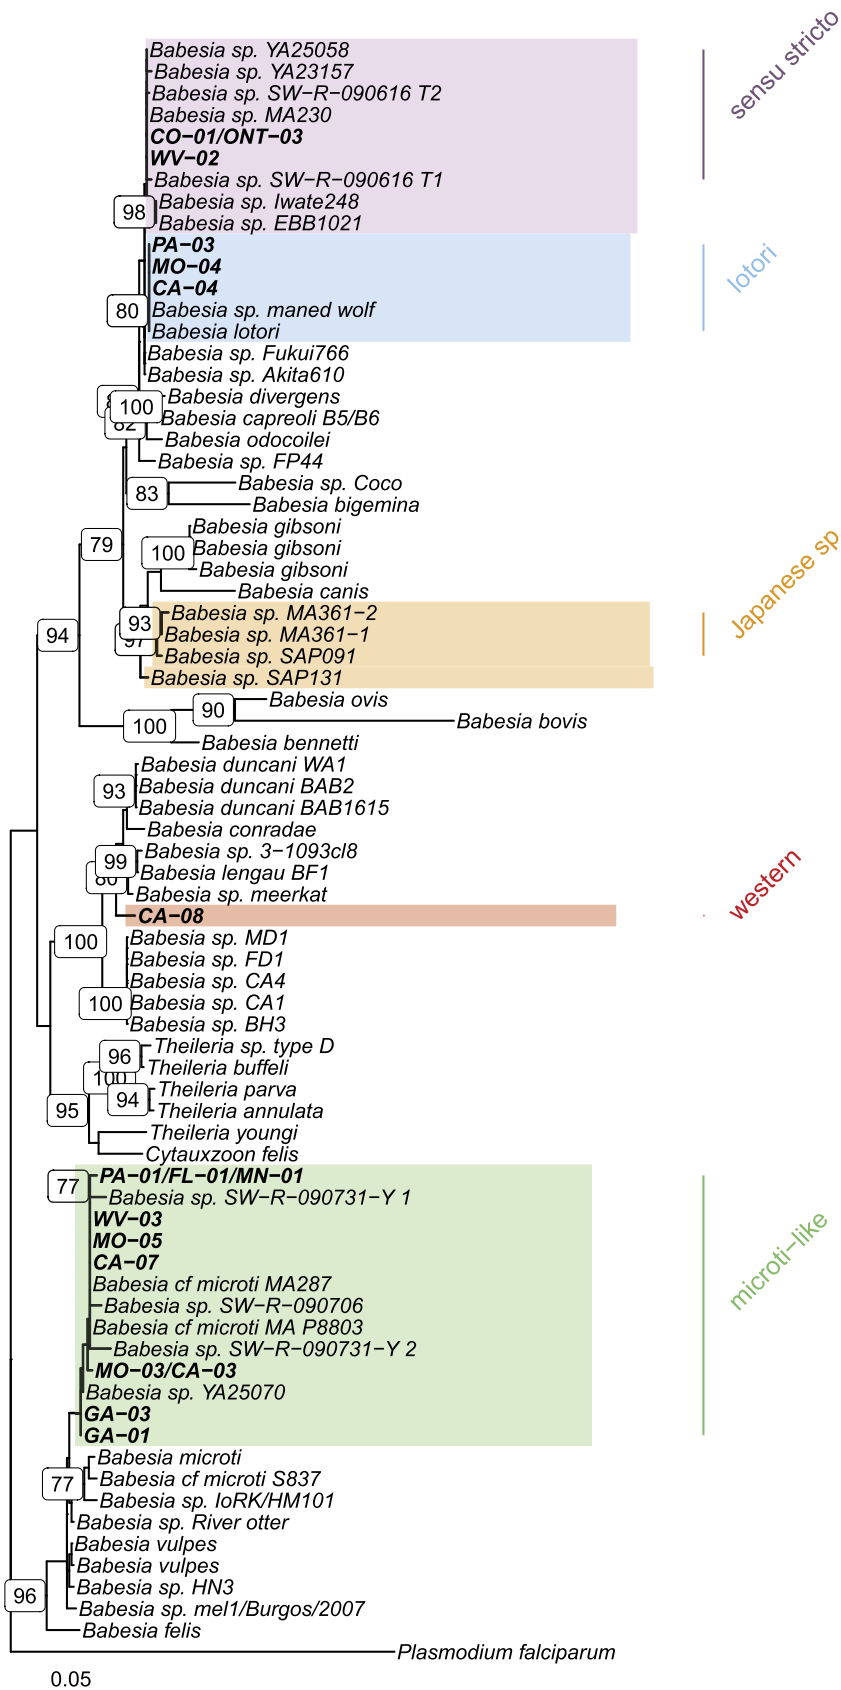 Babesia sp. YA25058
Babesia sp. YA23157
Babesia sp. SW−R−090616 T2
Babesia sp. MA230
CO−01/ONT−03
WV−02
Babesia sp. SW−R−090616 T1
Babesia sp. Iwate248
Babesia sp. EBB1021
sensu stricto
98
PA−03
MO−04
CA−04
Babesia sp. maned wolf
Babesia lotori
lotori
80
Babesia sp. Fukui766
Babesia sp. Akita610
Babesia divergens
Babesia capreoli B5/B6
Babesia odocoilei
Babesia sp. FP44
100
82
Babesia sp. Coco
Babesia bigemina
83
Babesia gibsoni
Babesia gibsoni
Babesia gibsoni
Babesia canis
79
100
Babesia sp. MA361−2
Babesia sp. MA361−1
Babesia sp. SAP091
Babesia sp. SAP131
Japanese sp
93
97
94
Babesia ovis
Babesia bovis
Babesia bennetti
90
100
Babesia duncani WA1
Babesia duncani BAB2
Babesia duncani BAB1615
Babesia conradae
93
Babesia sp. 3−1093cl8
Babesia lengau BF1
Babesia sp. meerkat
99
80
CA−08
western
Babesia sp. MD1
Babesia sp. FD1
Babesia sp. CA4
Babesia sp. CA1
Babesia sp. BH3
100
100
Theileria sp. type D
Theileria buffeli
Theileria parva
Theileria annulata
Theileria youngi
Cytauxzoon felis
96
100
94
95
PA−01/FL−01/MN−01
Babesia sp. SW−R−090731−Y 1
WV−03
MO−05
CA−07
Babesia cf microti MA287
Babesia sp. SW−R−090706
Babesia cf microti MA P8803
Babesia sp. SW−R−090731−Y 2
MO−03/CA−03
Babesia sp. YA25070
GA−03
GA−01
microti−like
77
Babesia microti
Babesia cf microti S837
Babesia sp. IoRK/HM101
Babesia sp. River otter
77
Babesia vulpes
Babesia vulpes
Babesia sp. HN3
Babesia sp. mel1/Burgos/2007
Babesia felis
96
Plasmodium falciparum
0.05